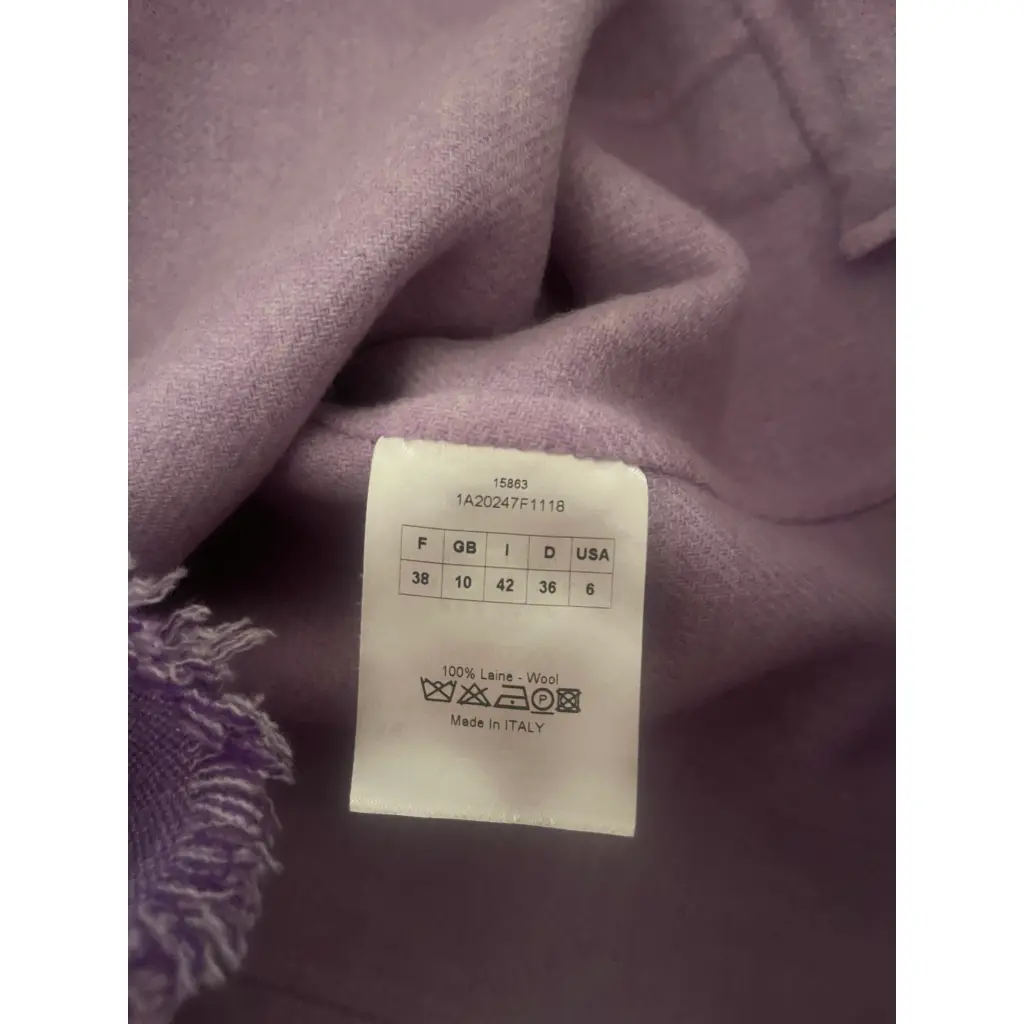 15863
1A20247F1118
F GB I D USA
38 10 42 36 6
100% Laine - Wool
P
Made In ITALY